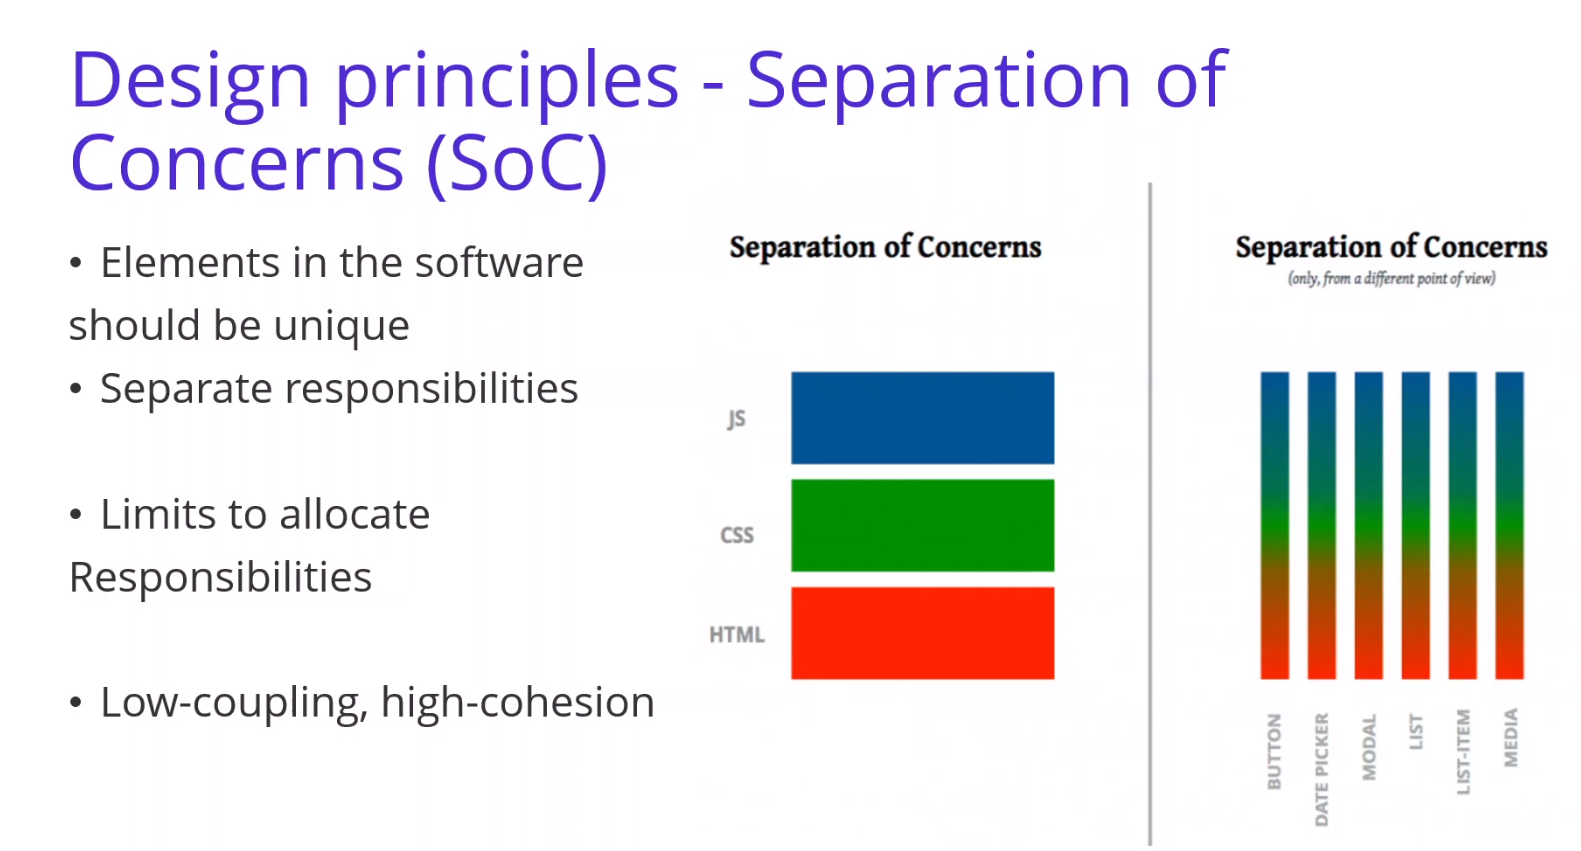 Design principles - Separation of
Concerns (SoC)
• Elements in the software
should be unique
• Separate responsibilities
• Limits to allocate
Responsibilities
• Low-coupling, high-cohesion
Separation of Concerns
JS
CSS
HTML
Separation of Concerns
(only, from a different point of view)
BUTTON
DATE PICKER
MODAL
LIST
LIST-ITEM
MEDIA